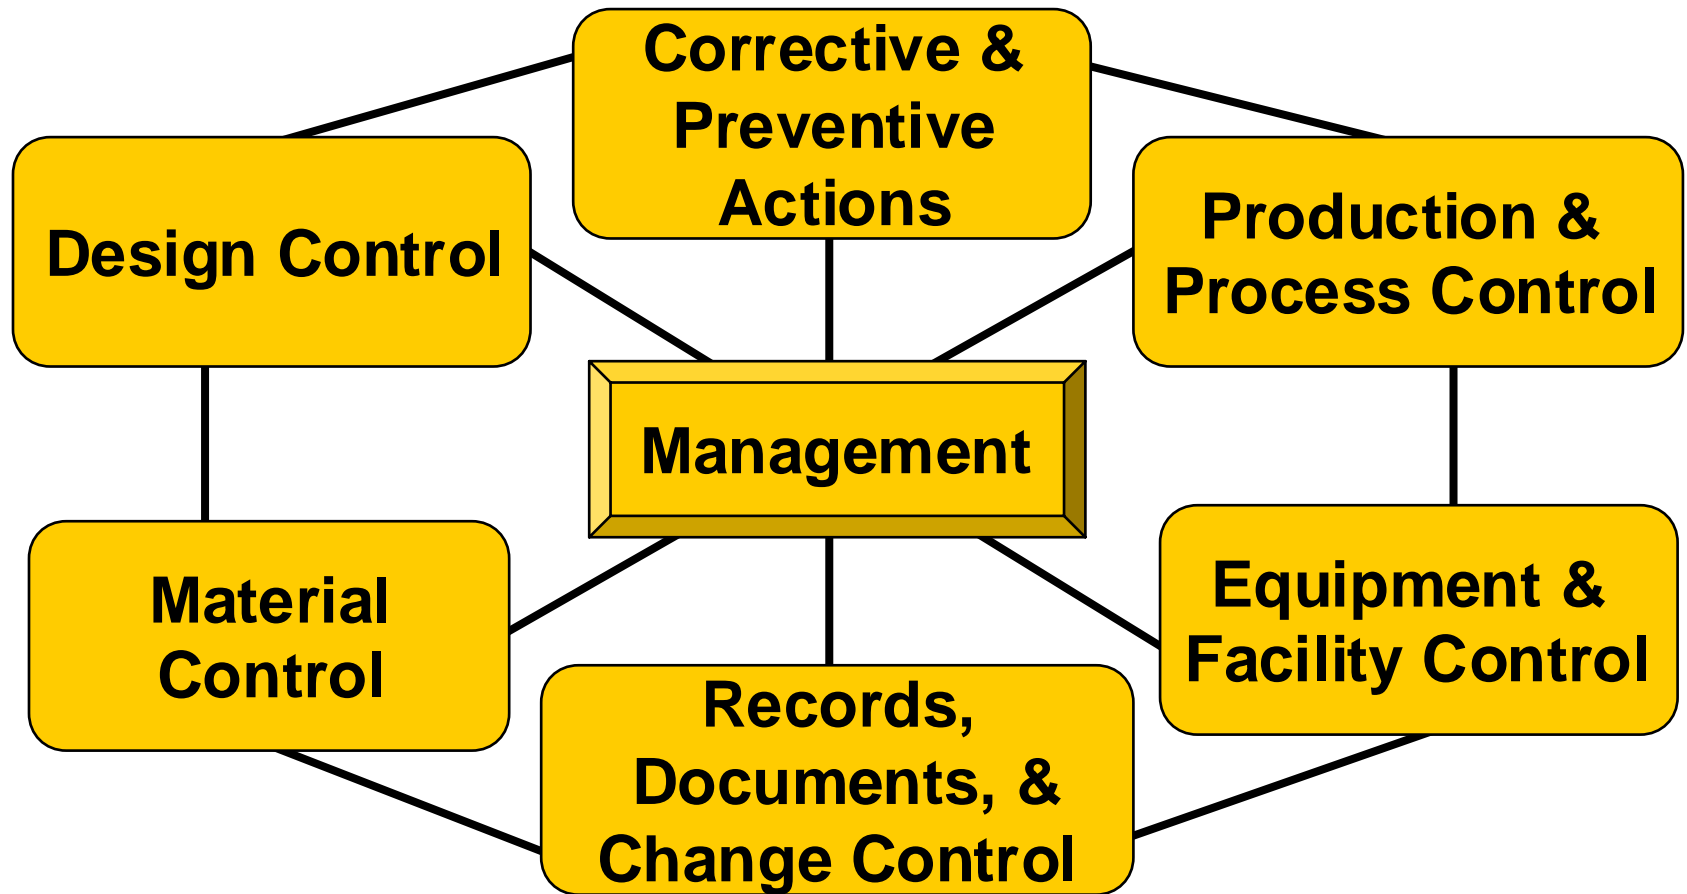 Corrective &
Preventive
Actions
Design Control
Production &
Process Control
Management
Material
Control
Equipment &
Facility Control
Records,
Documents, &
Change Control